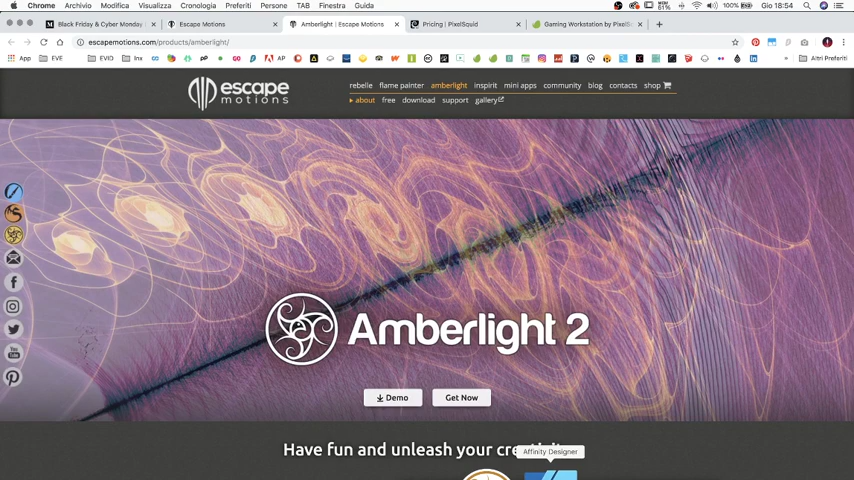 Chrome Archivio Modifica Visualizza Cronologia Preferiti Persone TAB Finestra Guida 100% Gio 18:54
Black Friday & Cyber Monday
Escape Motions
Amberlight | Escape Motions
Pricing | PixelSquid
Gaming Workstation by PixelS
escapemotions.com/products/amberlight/
App EVE EVIO Inx Altri Preferiti
escape motions
rebelle flame painter amberlight inspirit mini apps community blog contacts shop
about free download support gallery
Amberlight 2
Demo Get Now
Have fun and unleash your
Affinity Designer